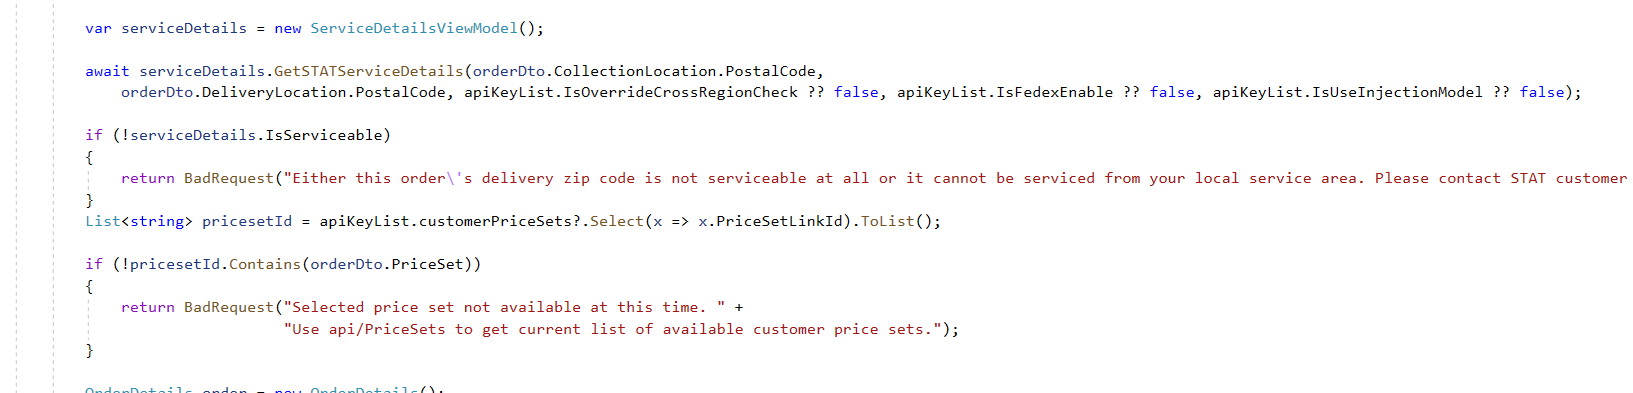 var serviceDetails = new ServiceDetailsViewModel();
await serviceDetails.GetSTATServiceDetails(orderDto.CollectionLocation.PostalCode,
orderDto.DeliveryLocation.PostalCode, apiKeyList.IsOverrideCrossRegionCheck ?? false, apiKeyList.IsFedexEnable ?? false, apiKeyList.IsUseInjectionModel ?? false);
if (!serviceDetails.IsServiceable)
{
return BadRequest("Either this order\'s delivery zip code is not serviceable at all or it cannot be serviced from your local service area. Please contact STAT customer
}
List<string> pricesetId = apiKeyList.customerPriceSets?.Select(x => x.PriceSetLinkId).ToList();
if (!pricesetId.Contains(orderDto.PriceSet))
{
return BadRequest("Selected price set not available at this time. " +
"Use api/PriceSets to get current list of available customer price sets.");
}
OrderDetails order = new OrderDetails();